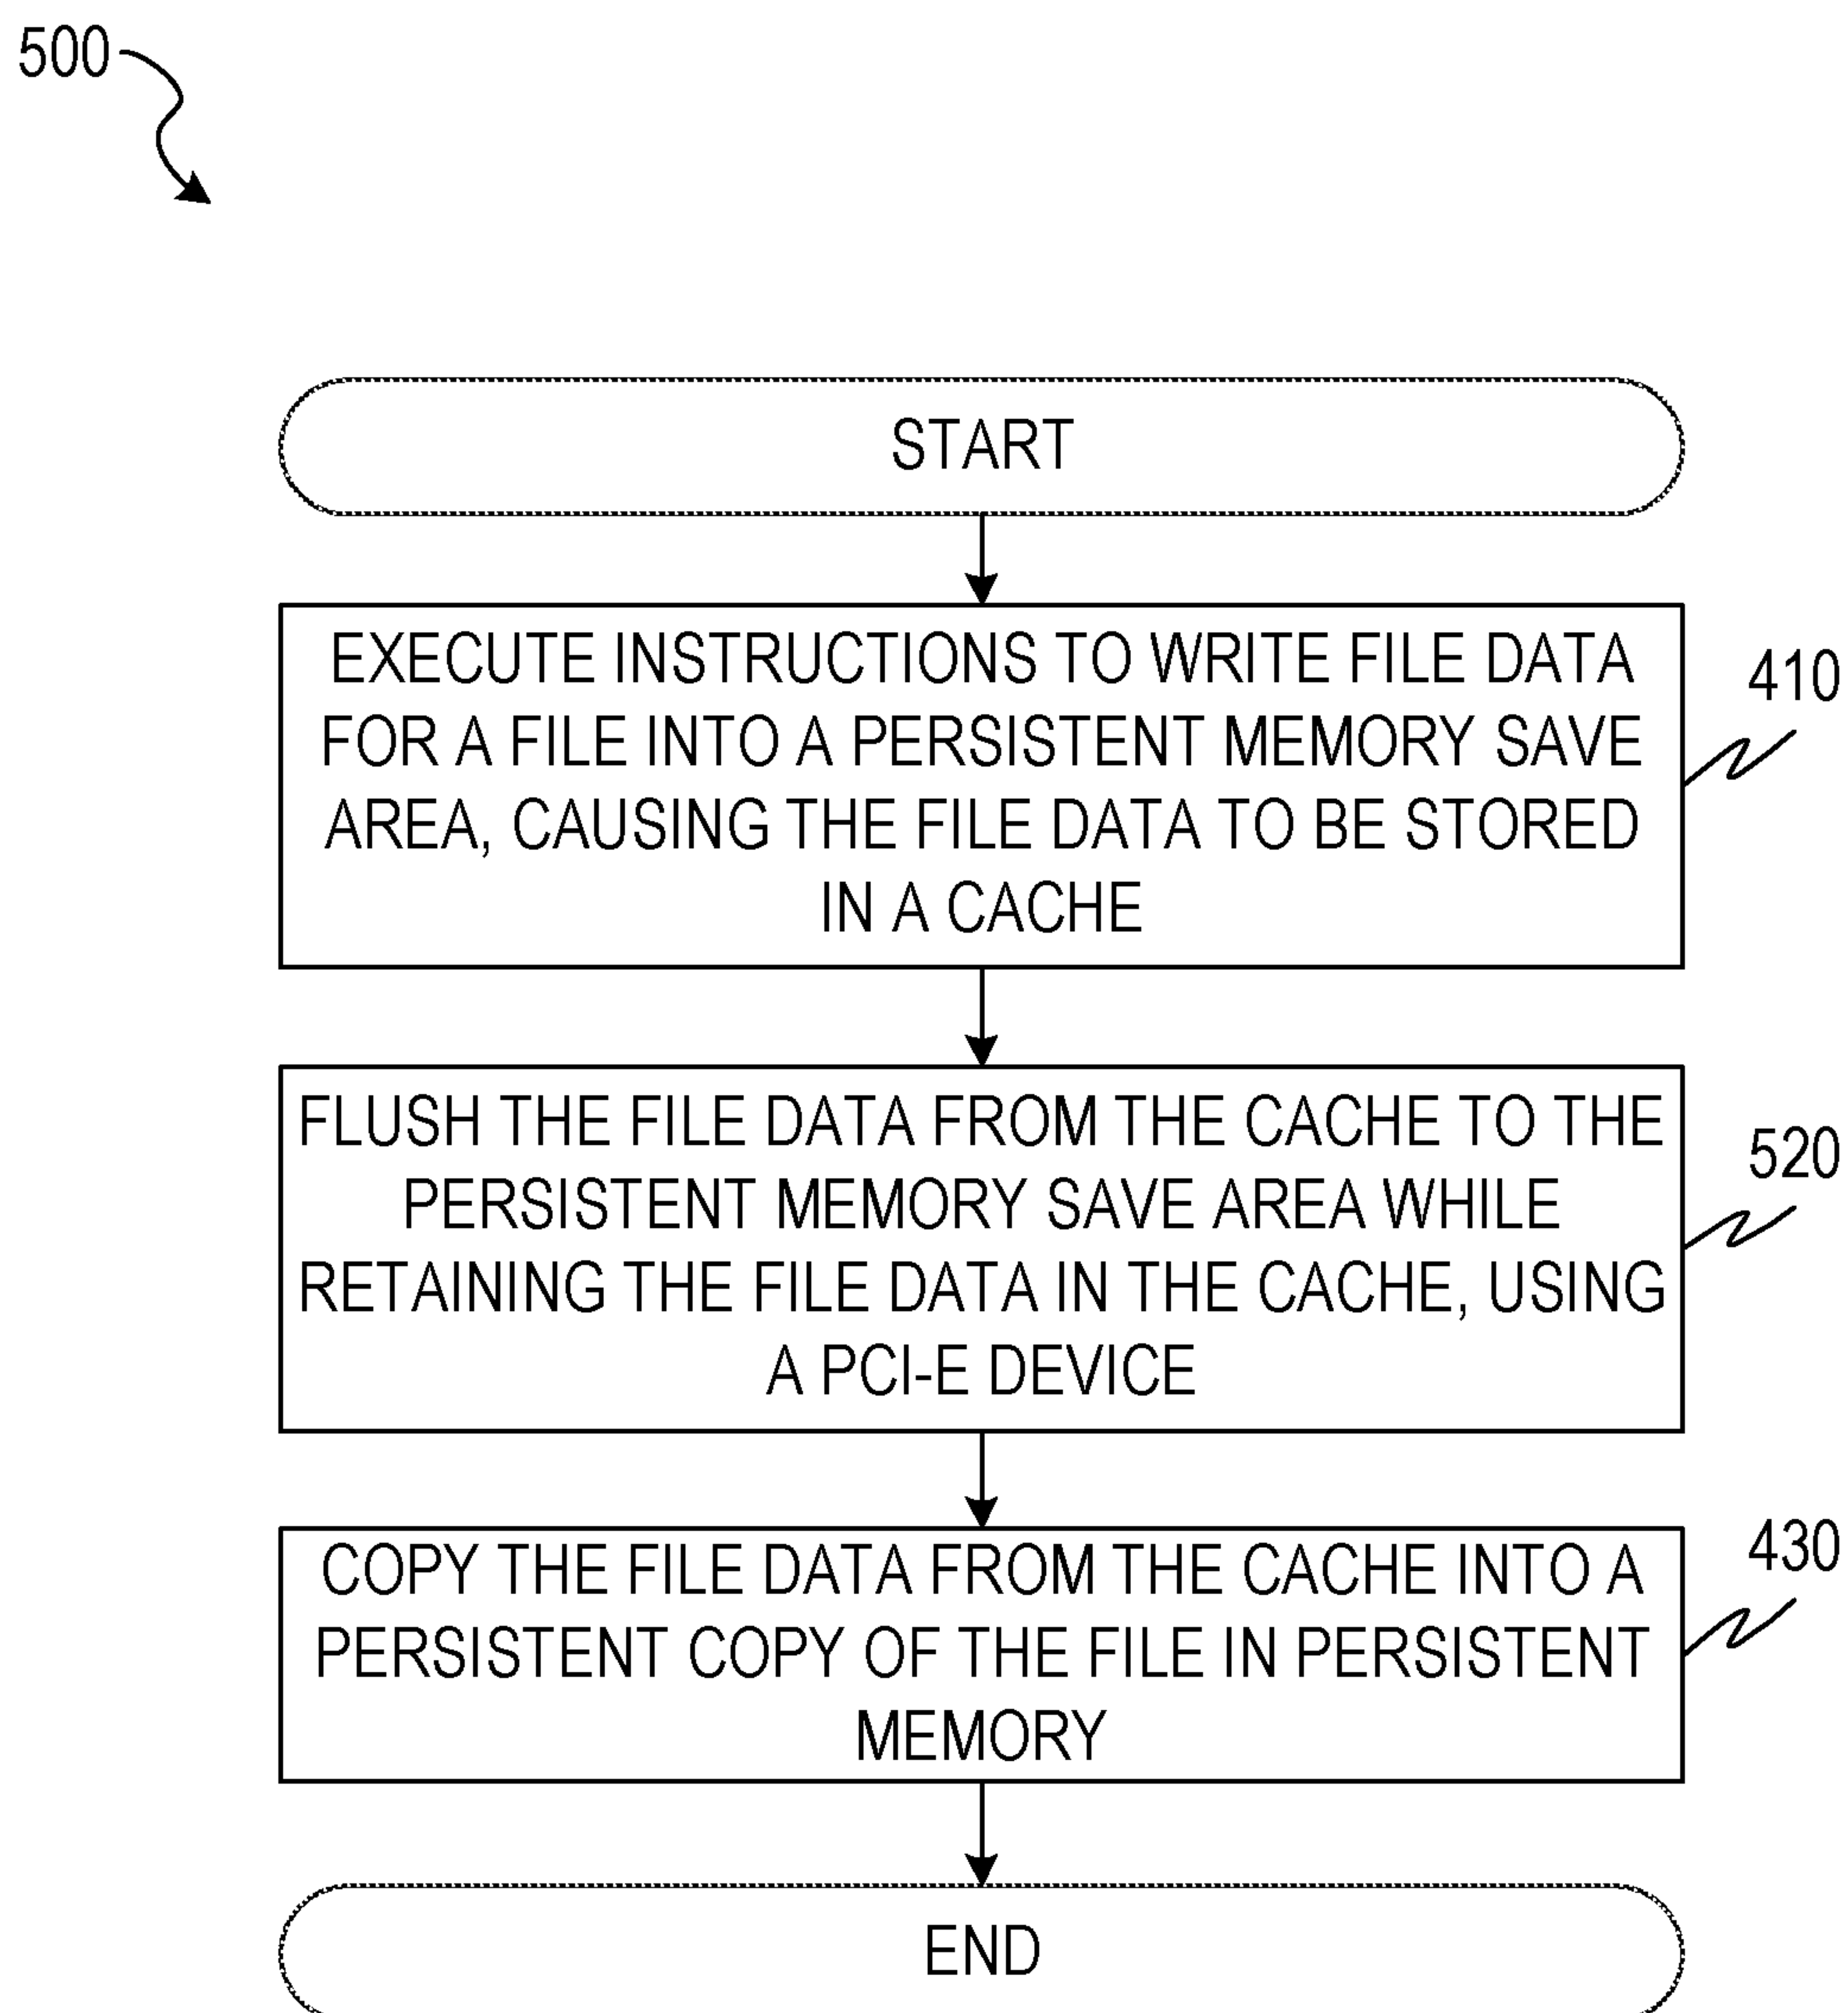 500
START
EXECUTE INSTRUCTIONS TO WRITE FILE DATA
FOR A FILE INTO A PERSISTENT MEMORY SAVE
AREA, CAUSING THE FILE DATA TO BE STORED
IN A CACHE
410
FLUSH THE FILE DATA FROM THE CACHE TO THE
PERSISTENT MEMORY SAVE AREA WHILE
RETAINING THE FILE DATA IN THE CACHE, USING
A PCI-E DEVICE
520
COPY THE FILE DATA FROM THE CACHE INTO A
PERSISTENT COPY OF THE FILE IN PERSISTENT
MEMORY
430
END